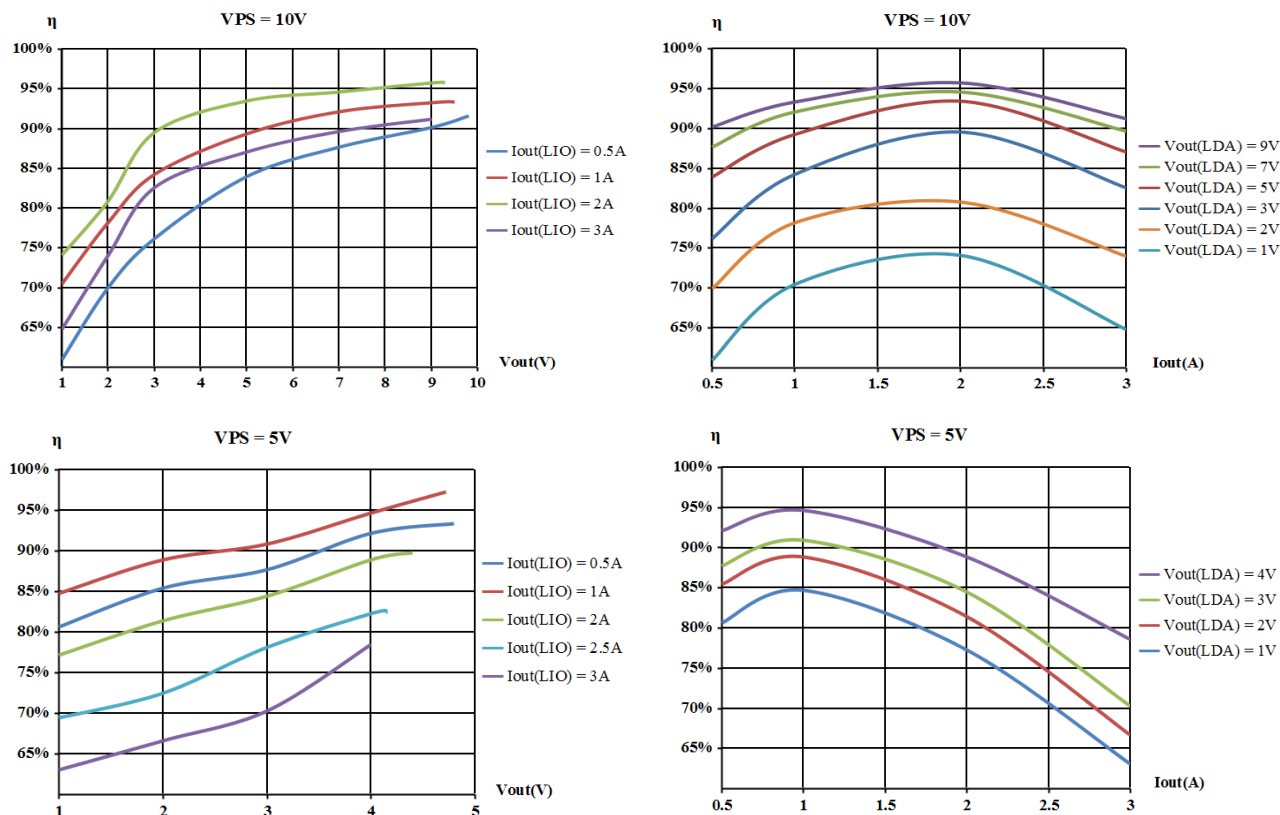 VPS = 10V
η
100%
95%
90%
85%
80%
75%
70%
65%
1 2 3 4 5 6 7 8 9 10
Vout(V)
Iout(LIO) = 0.5A
Iout(LIO) = 1A
Iout(LIO) = 2A
Iout(LIO) = 3A
VPS = 10V
η
100%
95%
90%
85%
80%
75%
70%
65%
0.5 1 1.5 2 2.5 3
Iout(A)
Vout(LDA) = 9V
Vout(LDA) = 7V
Vout(LDA) = 5V
Vout(LDA) = 3V
Vout(LDA) = 2V
Vout(LDA) = 1V
VPS = 5V
η
100%
95%
90%
85%
80%
75%
70%
65%
1 2 3 4 5
Vout(V)
Iout(LIO) = 0.5A
Iout(LIO) = 1A
Iout(LIO) = 2A
Iout(LIO) = 2.5A
Iout(LIO) = 3A
VPS = 5V
η
100%
95%
90%
85%
80%
75%
70%
65%
0.5 1 1.5 2 2.5 3
Iout(A)
Vout(LDA) = 4V
Vout(LDA) = 3V
Vout(LDA) = 2V
Vout(LDA) = 1V